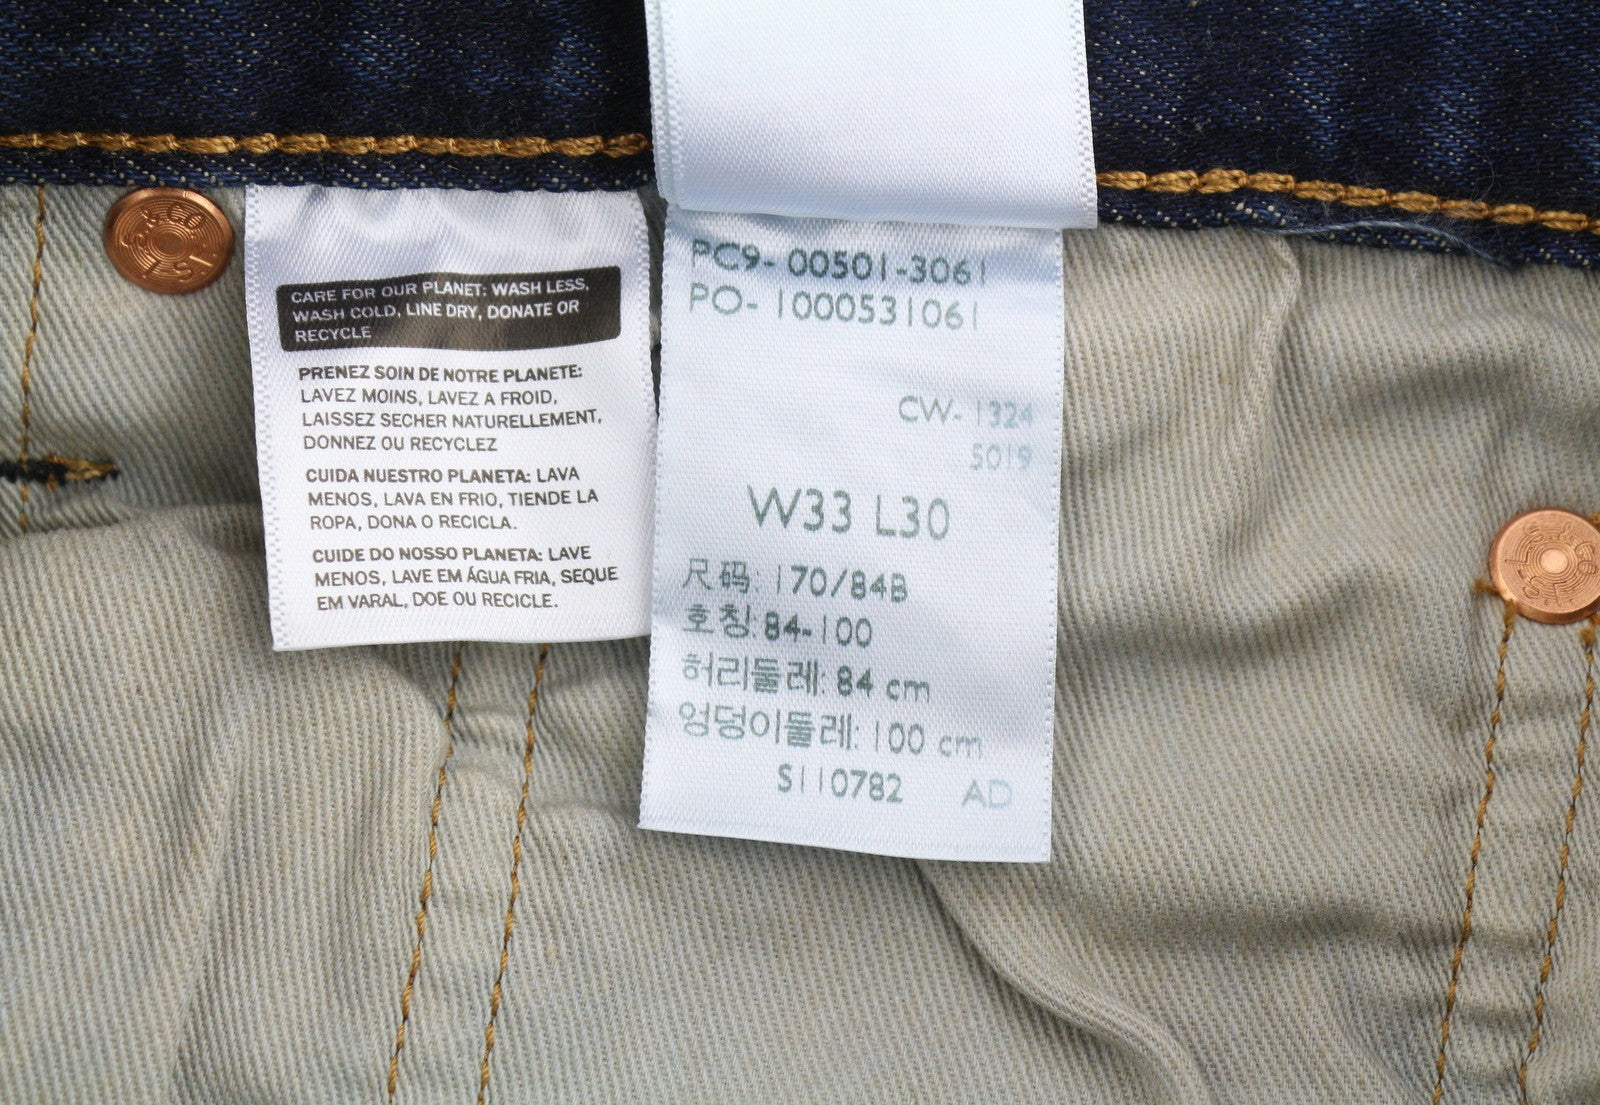 CARE FOR OUR PLANET: WASH LESS,
WASH COLD, LINE DRY, DONATE OR
RECYCLE
PRENEZ SOIN DE NOTRE PLANETE:
LAVEZ MOINS, LAVEZ A FROID,
LAISSEZ SECHER NATURELLEMENT,
DONNEZ OU RECYCLEZ
CUIDA NUESTRO PLANETA: LAVA
MENOS, LAVA EN FRIO, TIENDE LA
ROPA, DONA O RECICLA.
CUIDE DO NOSSO PLANETA: LAVE
MENOS, LAVE EM ÁGUA FRIA, SEQUE
EM VARAL, DOE OU RECICLE.
PC9- 00501-3061
PO- 1000531061
CW- 1324
5019
W33 L30
尺码: 170/84B
호칭: 84-100
허리둘레: 84 cm
엉덩이둘레: 100 cm
S110782 AD